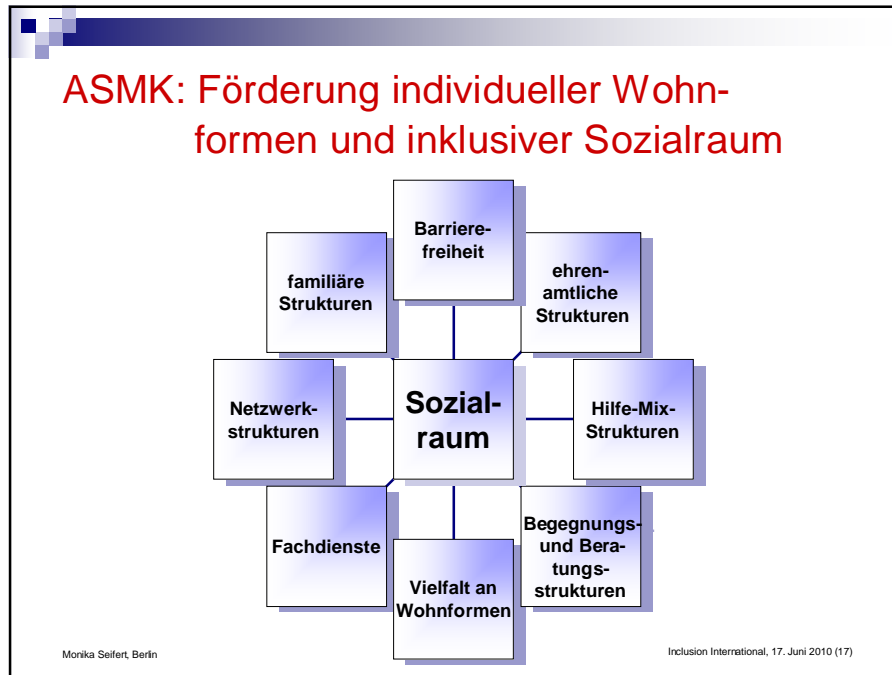 ASMK: Förderung individueller Wohn-
formen und inklusiver Sozialraum
Barriere-
freiheit
familiäre
Strukturen
ehren-
amtliche
Strukturen
Netzwerk-
strukturen
Sozial-
raum
Hilfe-Mix-
Strukturen
Fachdienste
Vielfalt an
Wohnformen
Begegnungs-
und Bera-
tungs-
strukturen
Monika Seifert, Berlin
Inclusion International, 17. Juni 2010 (17)